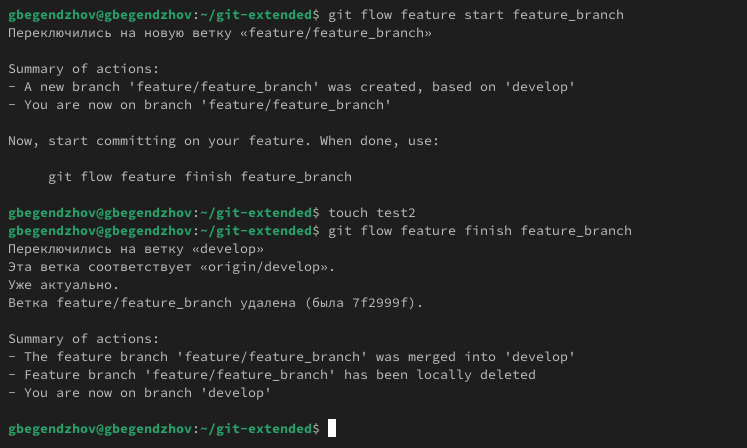 gbegendzhov@gbegendzhov:~/git-extended$ git flow feature start feature_branch
Переключились на новую ветку «feature/feature_branch»
Summary of actions:
- A new branch 'feature/feature_branch' was created, based on 'develop'
- You are now on branch 'feature/feature_branch'
Now, start committing on your feature. When done, use:
git flow feature finish feature_branch
gbegendzhov@gbegendzhov:~/git-extended$ touch test2
gbegendzhov@gbegendzhov:~/git-extended$ git flow feature finish feature_branch
Переключились на ветку «develop»
Эта ветка соответствует «origin/develop».
Уже актуально.
Ветка feature/feature_branch удалена (была 7f2999f).
Summary of actions:
- The feature branch 'feature/feature_branch' was merged into 'develop'
- Feature branch 'feature/feature_branch' has been locally deleted
- You are now on branch 'develop'
gbegendzhov@gbegendzhov:~/git-extended$